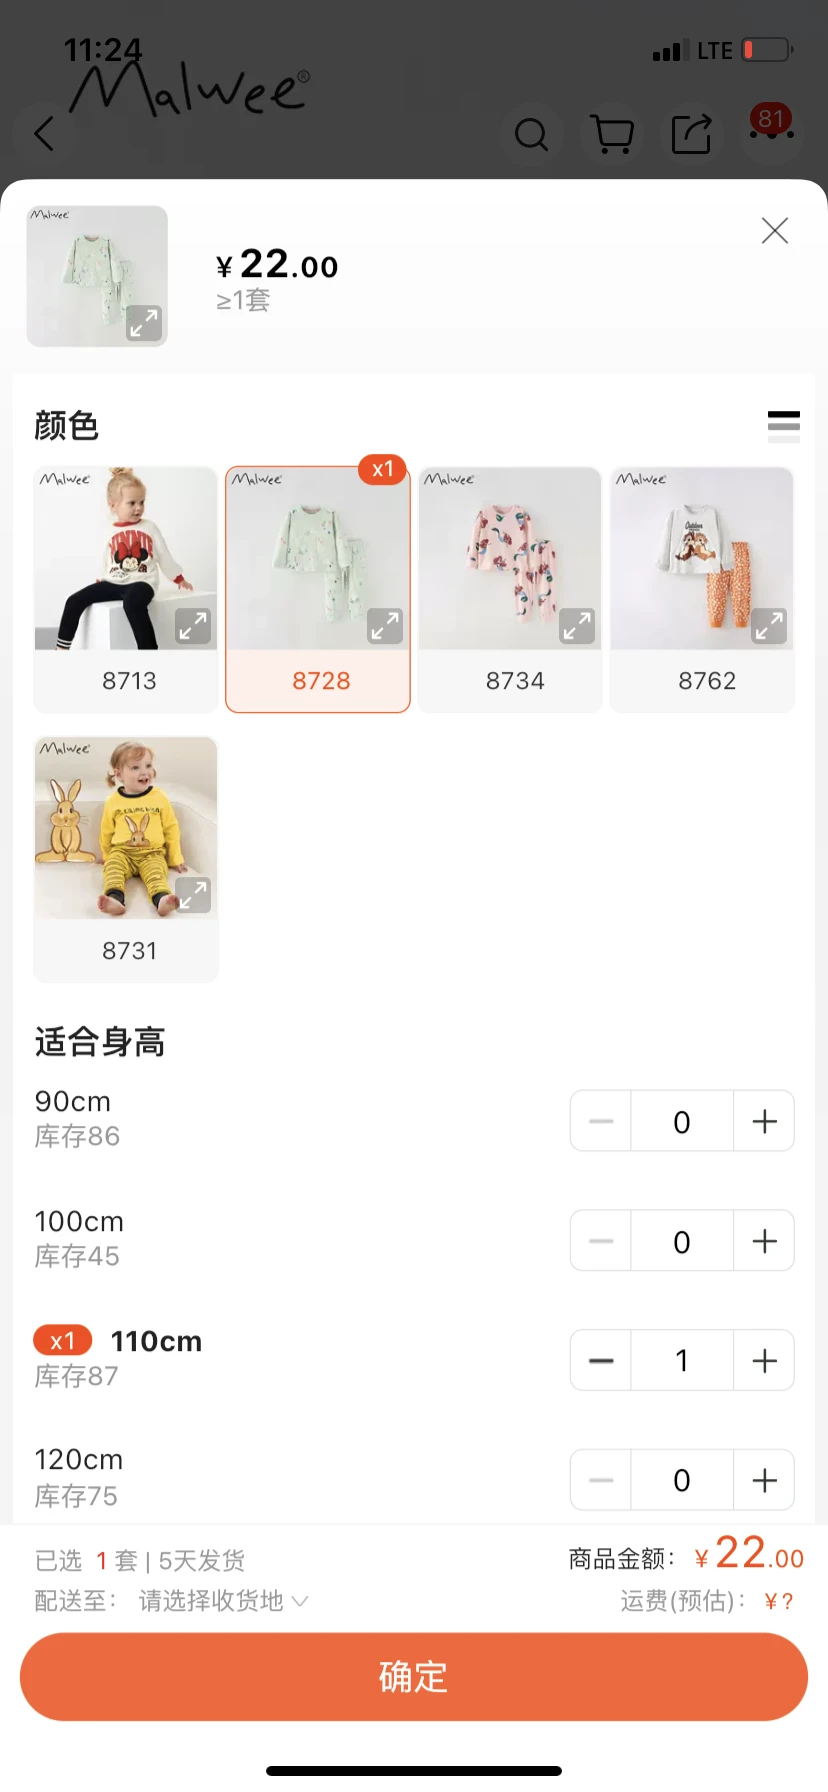 11:24
LTE
Malwee®
81
Malwee
¥22.00
≥1套
颜色
Malwee
x1
Malwee
Malwee
Malwee
MINNIE
Outdoor
8713
8728
8734
8762
Malwee
8731
适合身高
90cm
库存86
0
100cm
库存45
0
x1 110cm
库存87
1
120cm
库存75
0
已选 1 套 | 5天发货
商品金额：¥22.00
配送至： 请选择收货地
运费(预估)：¥?
确定